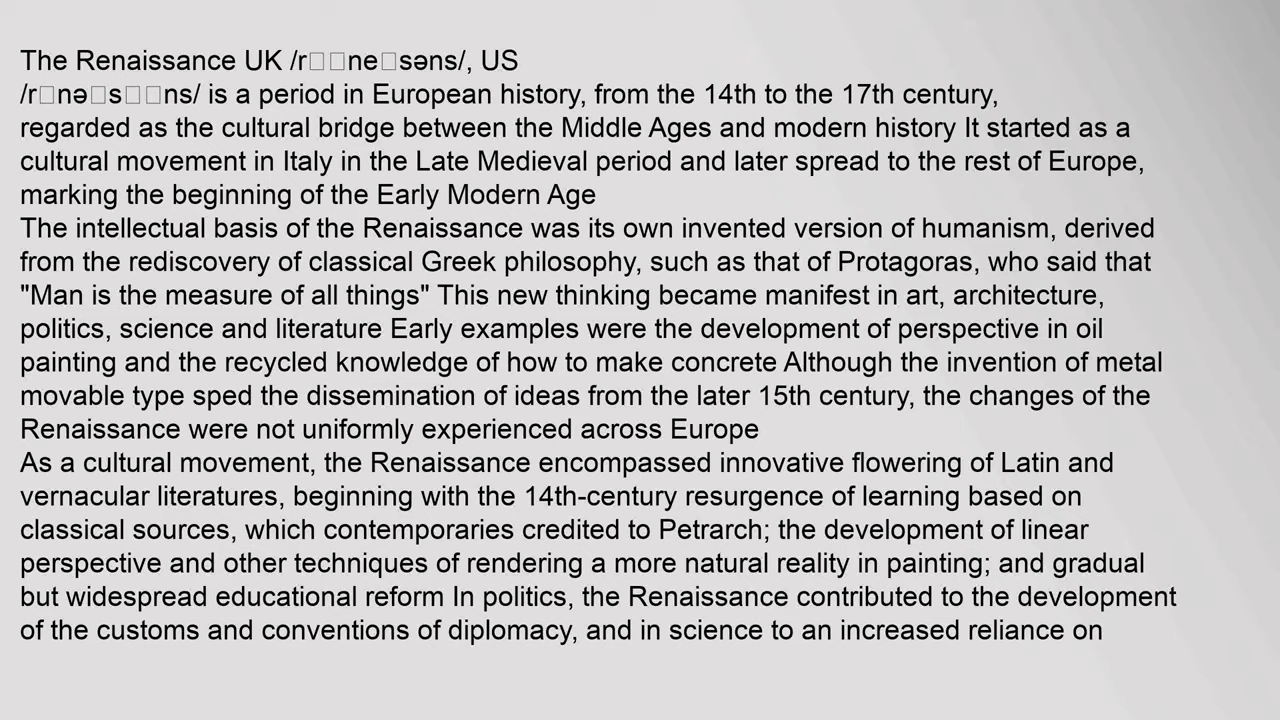 The Renaissance UK /r□□ne□səns/, US
/r□nə□s□□ns/ is a period in European history, from the 14th to the 17th century,
regarded as the cultural bridge between the Middle Ages and modern history It started as a
cultural movement in Italy in the Late Medieval period and later spread to the rest of Europe,
marking the beginning of the Early Modern Age
The intellectual basis of the Renaissance was its own invented version of humanism, derived
from the rediscovery of classical Greek philosophy, such as that of Protagoras, who said that
"Man is the measure of all things" This new thinking became manifest in art, architecture,
politics, science and literature Early examples were the development of perspective in oil
painting and the recycled knowledge of how to make concrete Although the invention of metal
movable type sped the dissemination of ideas from the later 15th century, the changes of the
Renaissance were not uniformly experienced across Europe
As a cultural movement, the Renaissance encompassed innovative flowering of Latin and
vernacular literatures, beginning with the 14th-century resurgence of learning based on
classical sources, which contemporaries credited to Petrarch; the development of linear
perspective and other techniques of rendering a more natural reality in painting; and gradual
but widespread educational reform In politics, the Renaissance contributed to the development
of the customs and conventions of diplomacy, and in science to an increased reliance on